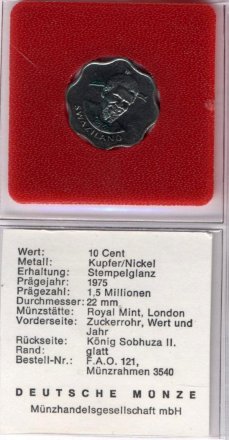 SWAZILAND
Wert: 10 Cent
Metall: Kupfer/Nickel
Erhaltung: Stempelglanz
Prägejahr: 1975
Prägezahl: 1,5 Millionen
Durchmesser: 22 mm
Münzstätte: Royal Mint, London
Vorderseite: Zuckerrohr, Wert und
Jahr
Rückseite: König Sobhuza II.
Rand: glatt
Bestell-Nr.: F.A.O. 121,
Münzrahmen 3540
DEUTSCHE MÜNZE
Münzhandelsgesellschaft mbH